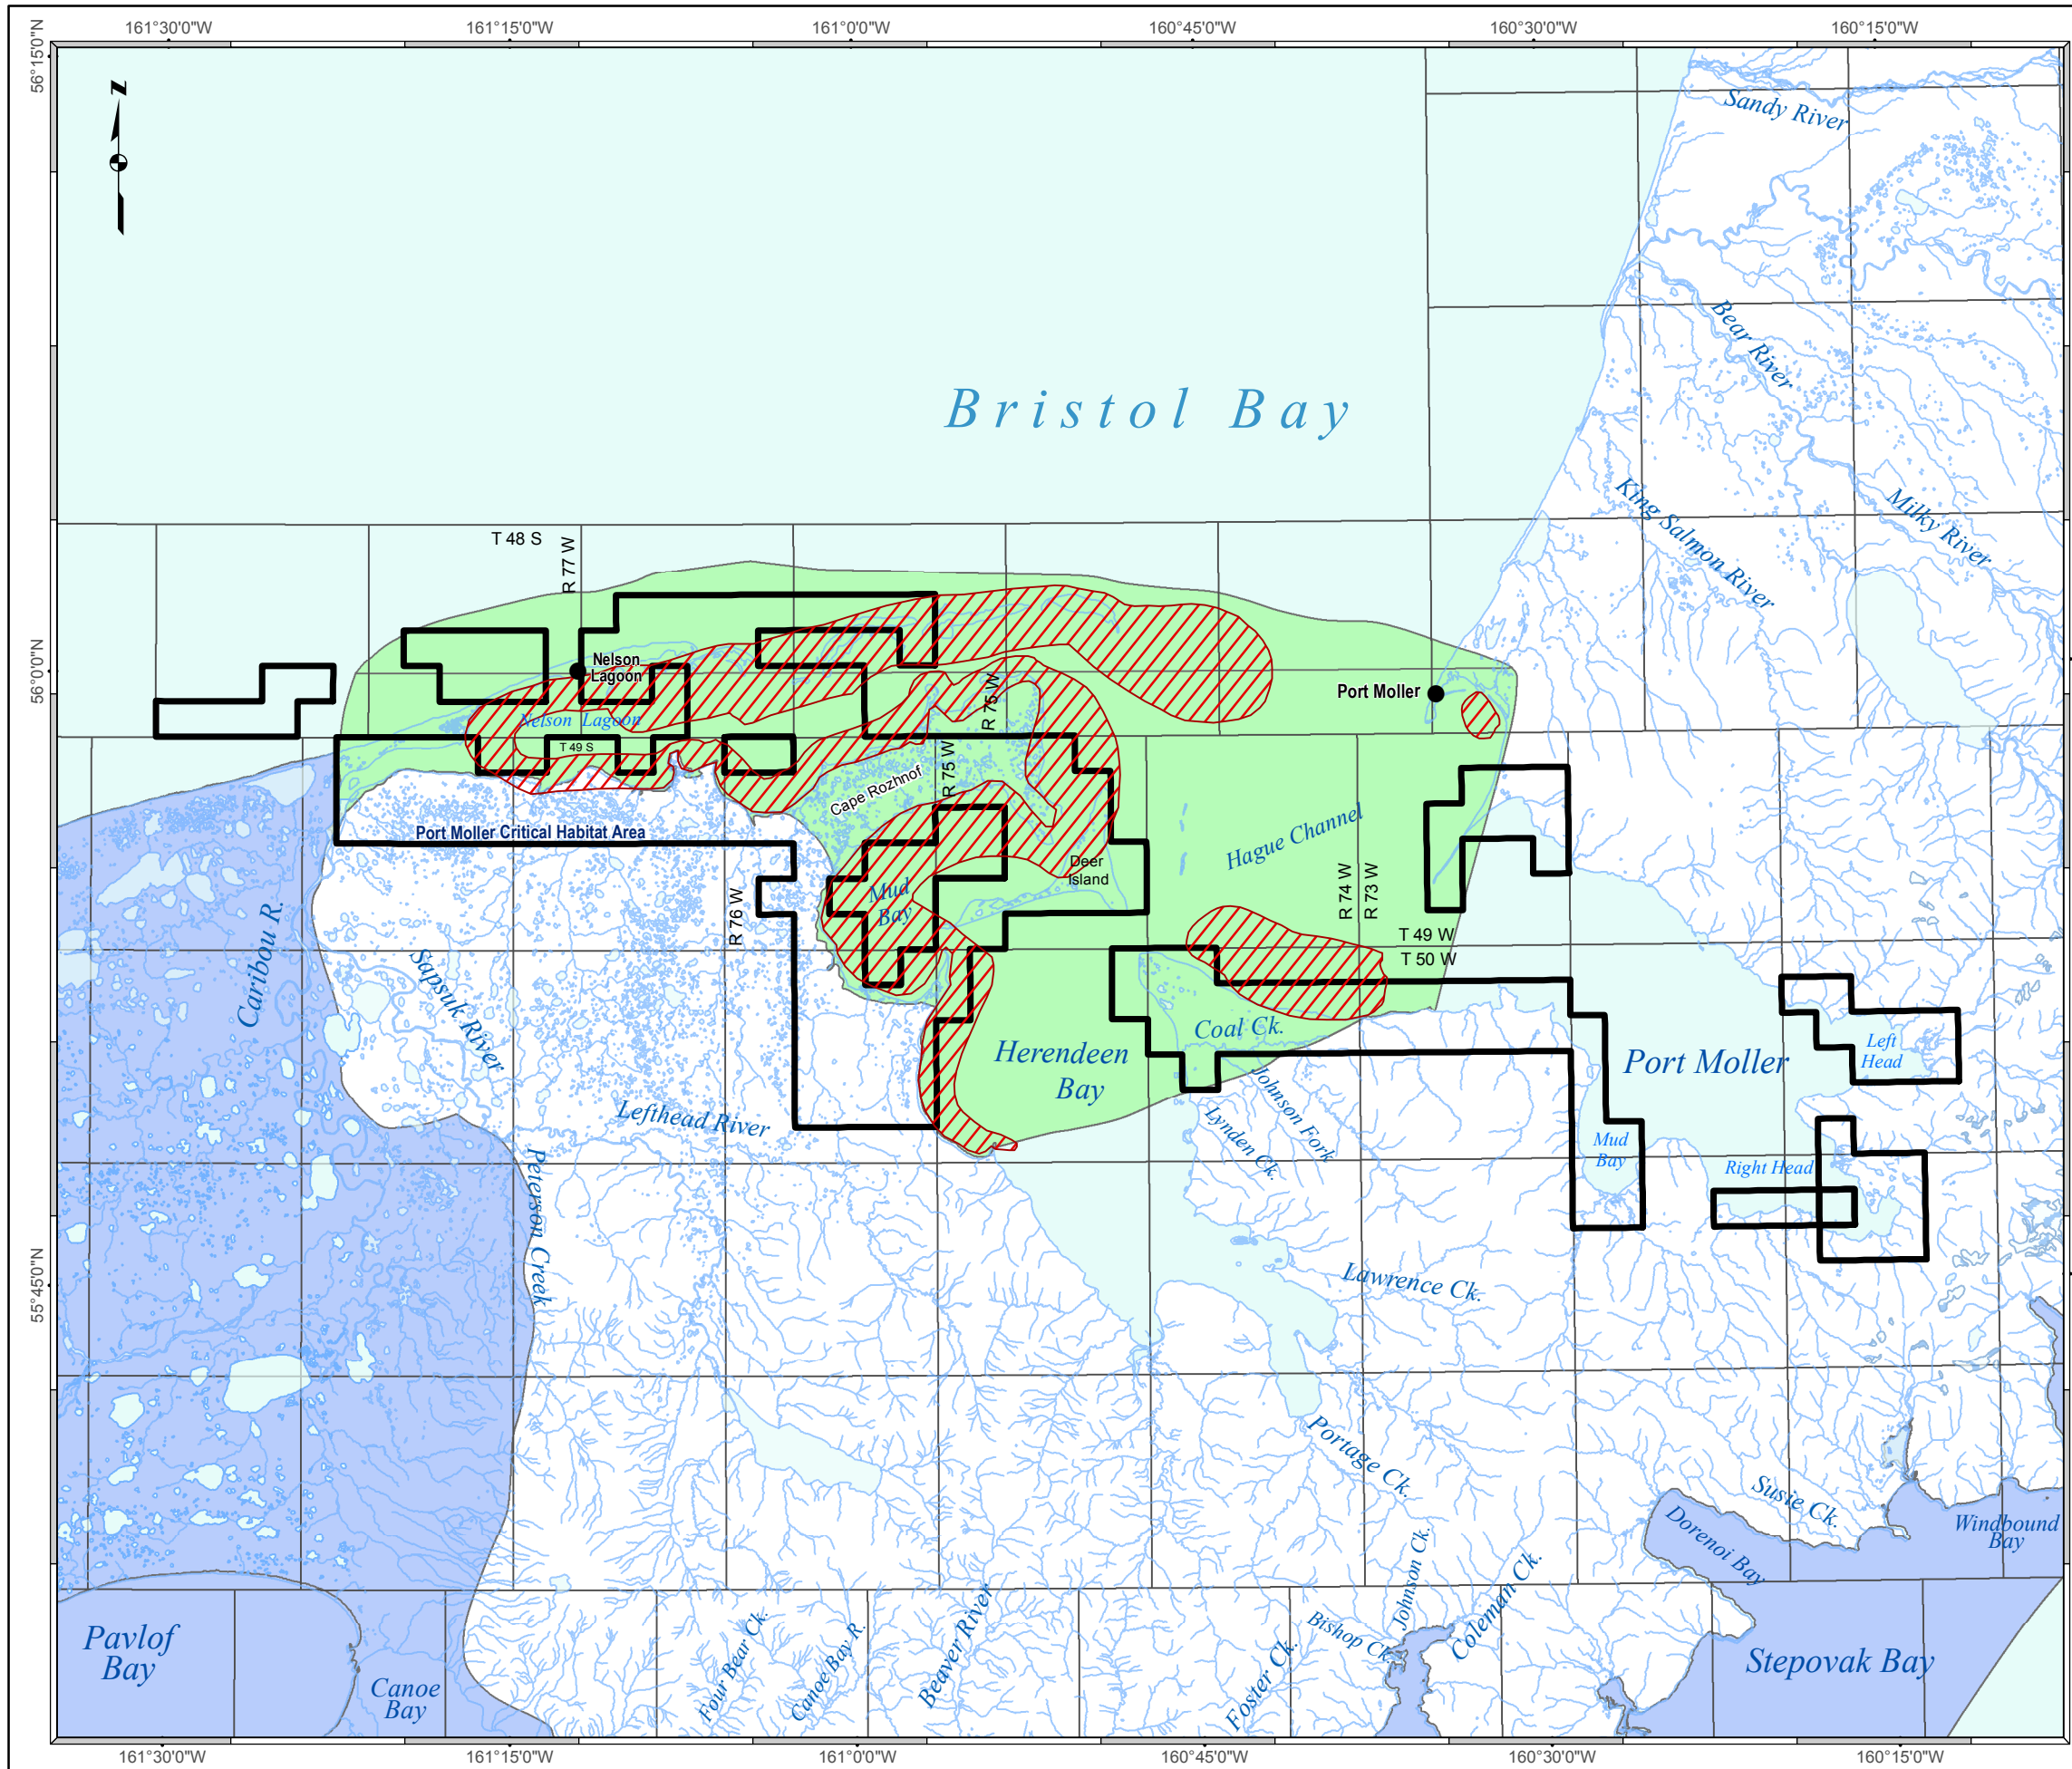 161°30'0"W
161°15'0"W
161°0'0"W
160°45'0"W
160°30'0"W
160°15'0"W
56°15'0"N
N
Sandy River
Bear River
Bristol Bay
King Salmon River
Milky River
T 48 S
R 77 W
56°0'0"N
Nelson
Lagoon
Port Moller
Nelson Lagoon
R 75 W
T 49 S
R 75 W
Cape Rozhnof
Port Moller Critical Habitat Area
Hague Channel
Deer
Island
Mud
Bay
R 74 W
R 73 W
R 76 W
Caribou R.
Sapsuk River
T 49 W
T 50 W
Coal Ck.
Herendeen
Bay
Port Moller
Left
Head
Johnson Fork
Lynden Ck.
Lefthead River
Mud
Bay
Right Head
Peterson Creek
55°45'0"N
Lawrence Ck.
Portage Ck.
Susie Ck.
Dorenoi Bay
Windbound
Bay
Pavlof
Bay
Canoe
Bay
Four Bear Ck.
Canoe Bay R.
Beaver River
Foster Ck.
Bishop Ck.
Johnson Ck.
Coleman Ck.
Stepovak Bay
161°30'0"W
161°15'0"W
161°0'0"W
160°45'0"W
160°30'0"W
160°15'0"W